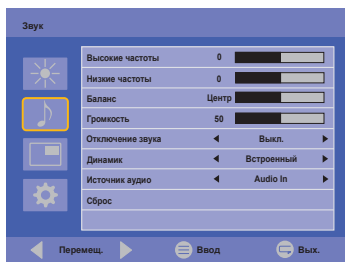 Звук
Высокие частоты 0
Низкие частоты 0
Баланс Центр
Громкость 50
Отключение звука Выкл.
Динамик Встроенный
Источник аудио Audio In
Сброс
Перемещ. Ввод Вых.